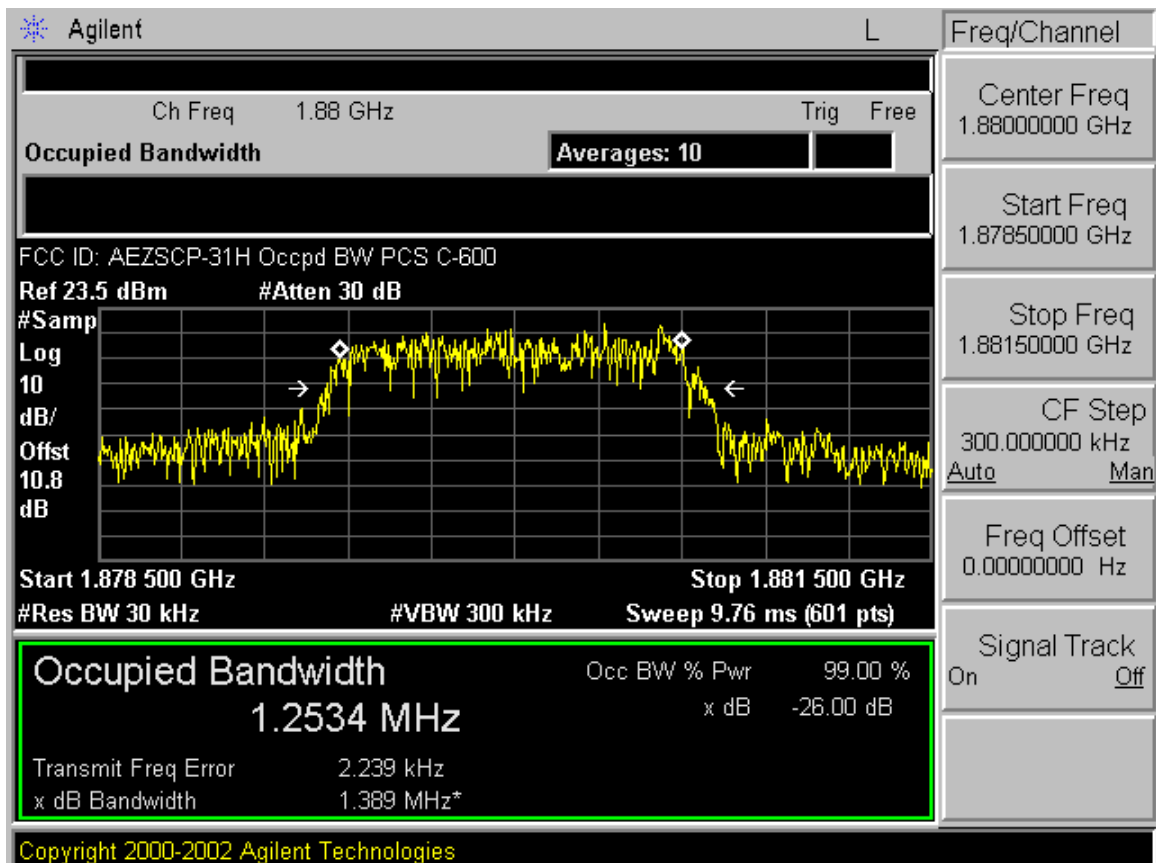 Agilent L
Freq/Channel
Ch Freq 1.88 GHz Trig Free
Occupied Bandwidth Averages: 10
FCC ID: AEZSCP-31H Occpd BW PCS C-600
Ref 23.5 dBm #Atten 30 dB
#Samp
Log
10
dB/
Offst
10.8
dB
Start 1.878 500 GHz Stop 1.881 500 GHz
#Res BW 30 kHz #VBW 300 kHz Sweep 9.76 ms (601 pts)
Occupied Bandwidth Occ BW % Pwr 99.00 %
1.2534 MHz x dB -26.00 dB
Transmit Freq Error 2.239 kHz
x dB Bandwidth 1.389 MHz*
Copyright 2000-2002 Agilent Technologies
Center Freq
1.88000000 GHz
Start Freq
1.87850000 GHz
Stop Freq
1.88150000 GHz
CF Step
300.000000 kHz
Auto Man
Freq Offset
0.00000000 Hz
Signal Track
On Off